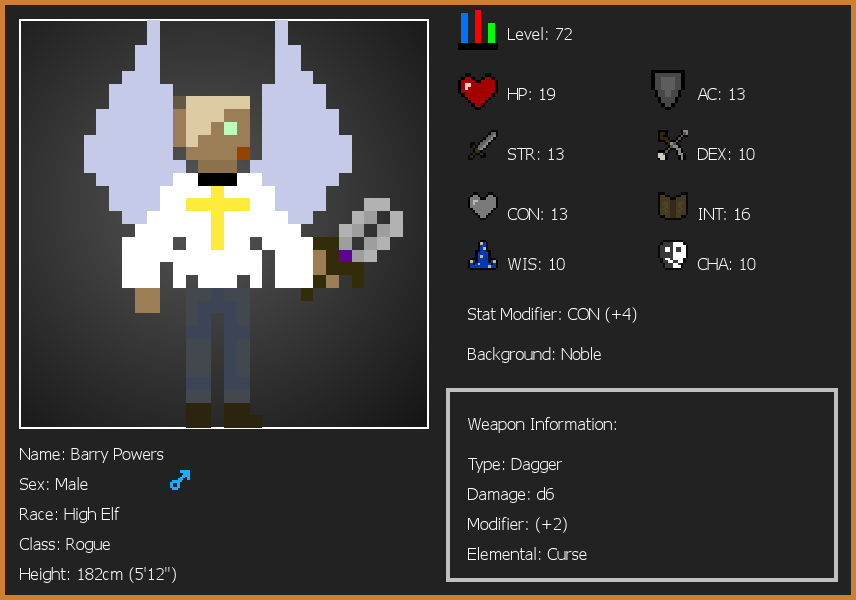 Level: 72
HP: 19
AC: 13
STR: 13
DEX: 10
CON: 13
INT: 16
WIS: 10
CHA: 10
Stat Modifier: CON (+4)
Background: Noble
Weapon Information:
Type: Dagger
Damage: d6
Modifier: (+2)
Elemental: Curse
Name: Barry Powers
Sex: Male
Race: High Elf
Class: Rogue
Height: 182cm (5'12")